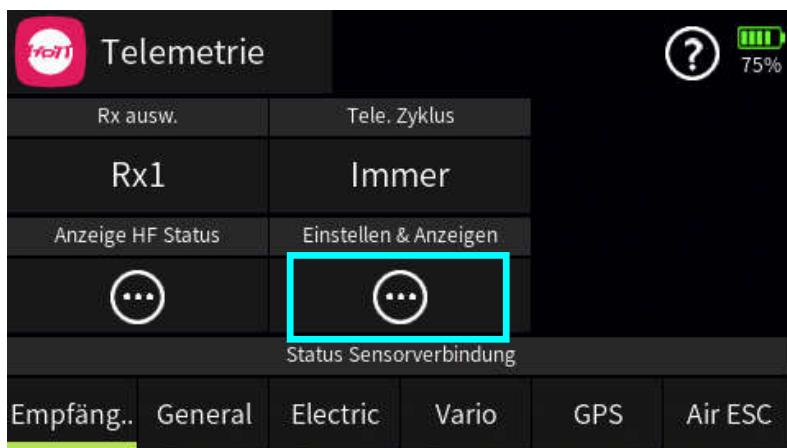 HoTT Telemetrie
75%
Rx ausw. Tele. Zyklus
Rx1 Immer
Anzeige HF Status Einstellen & Anzeigen
Status Sensorverbindung
Empfäng.. General Electric Vario GPS Air ESC